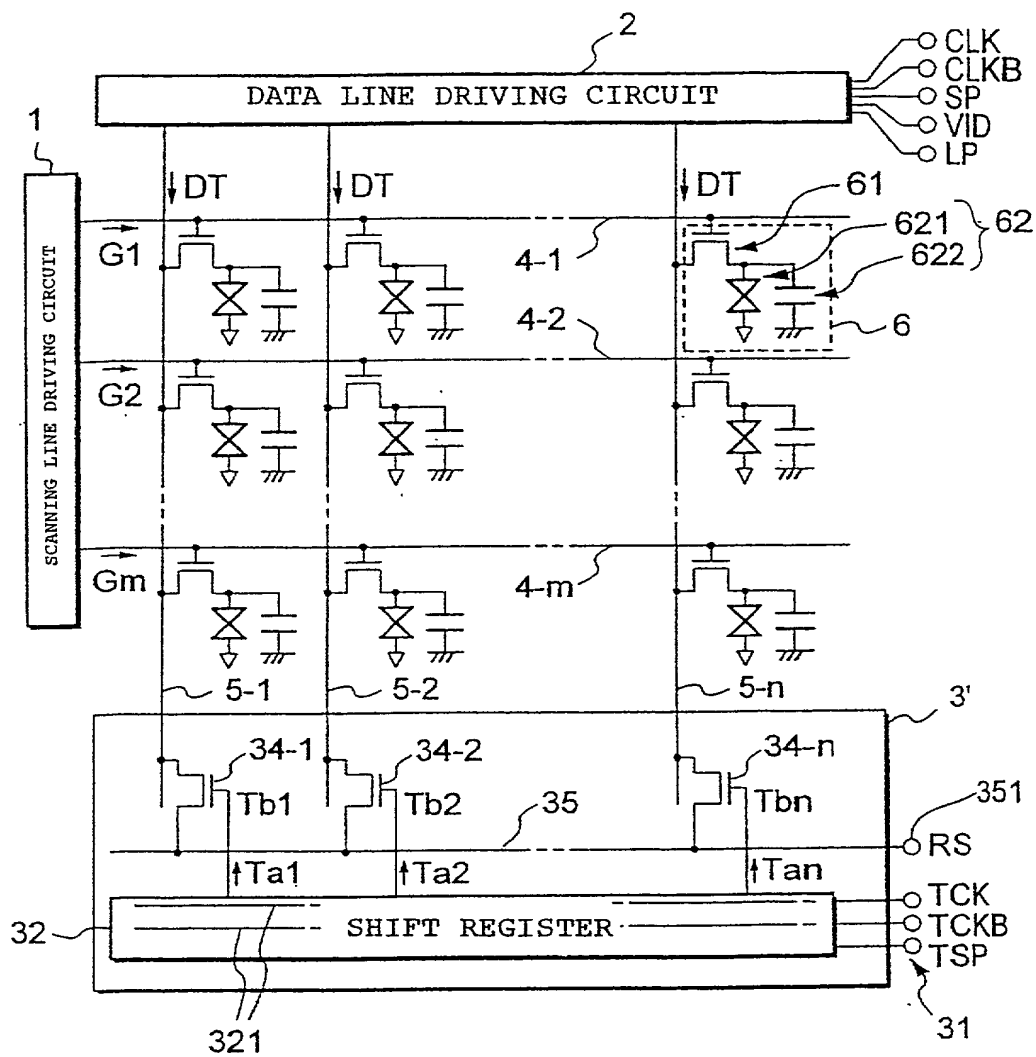 2
CLK
CLKB
SP
VID
LP
DATA LINE DRIVING CIRCUIT
1
SCANNING LINE DRIVING CIRCUIT
DT
DT
DT
61
621
62
622
G1
4-1
6
4-2
G2
Gm
4-m
5-1
5-2
5-n
3'
34-1
34-2
34-n
Tb1
Tb2
Tbn
35
351
RS
Ta1
Ta2
Tan
TCK
TCKB
TSP
32
SHIFT REGISTER
321
31